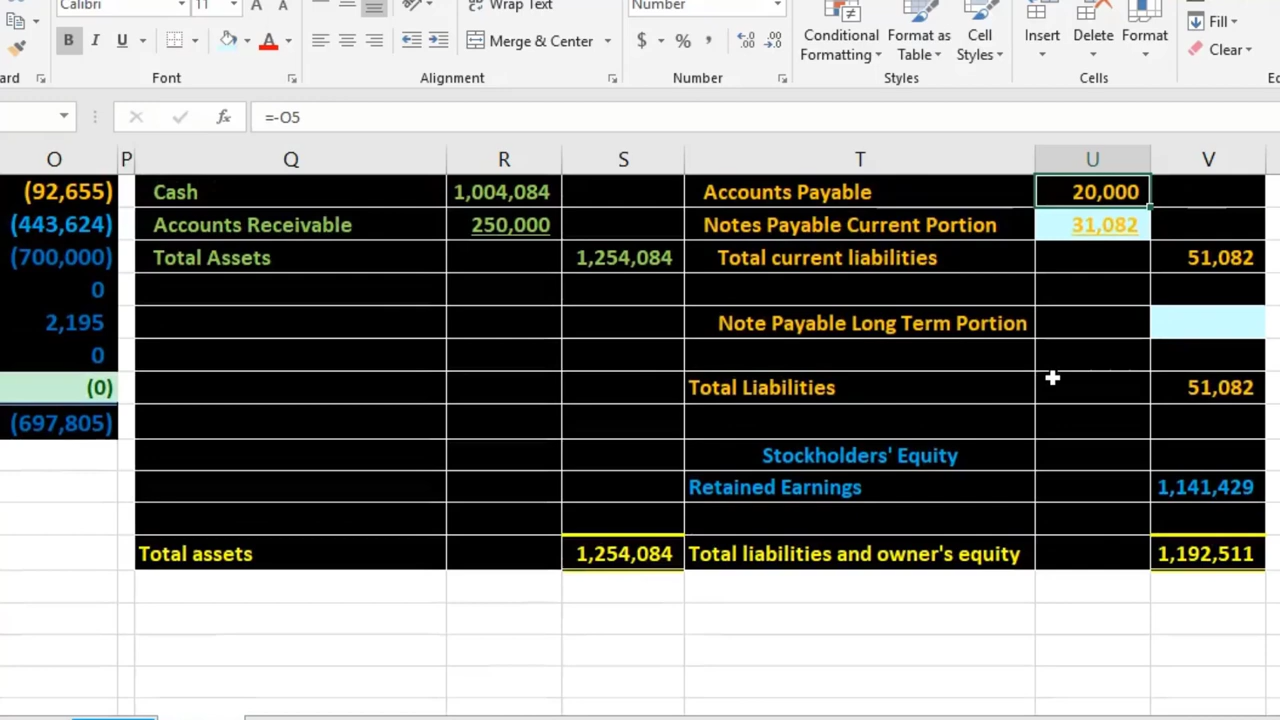 Calibri 11 A A Wrap Text Number Conditional Formatting Format as Table Cell Styles Insert Delete Format Fill
B I U A Merge & Center $ % , .00 Clear
ard Font Alignment Number Styles Cells Ec
fx =-O5
O P Q R S T U V
(92,655) Cash 1,004,084 Accounts Payable 20,000
(443,624) Accounts Receivable 250,000 Notes Payable Current Portion 31,082
(700,000) Total Assets 1,254,084 Total current liabilities 51,082
0
2,195 Note Payable Long Term Portion
0
(0) Total Liabilities 51,082
(697,805)
Stockholders' Equity
Retained Earnings 1,141,429
Total assets 1,254,084 Total liabilities and owner's equity 1,192,511